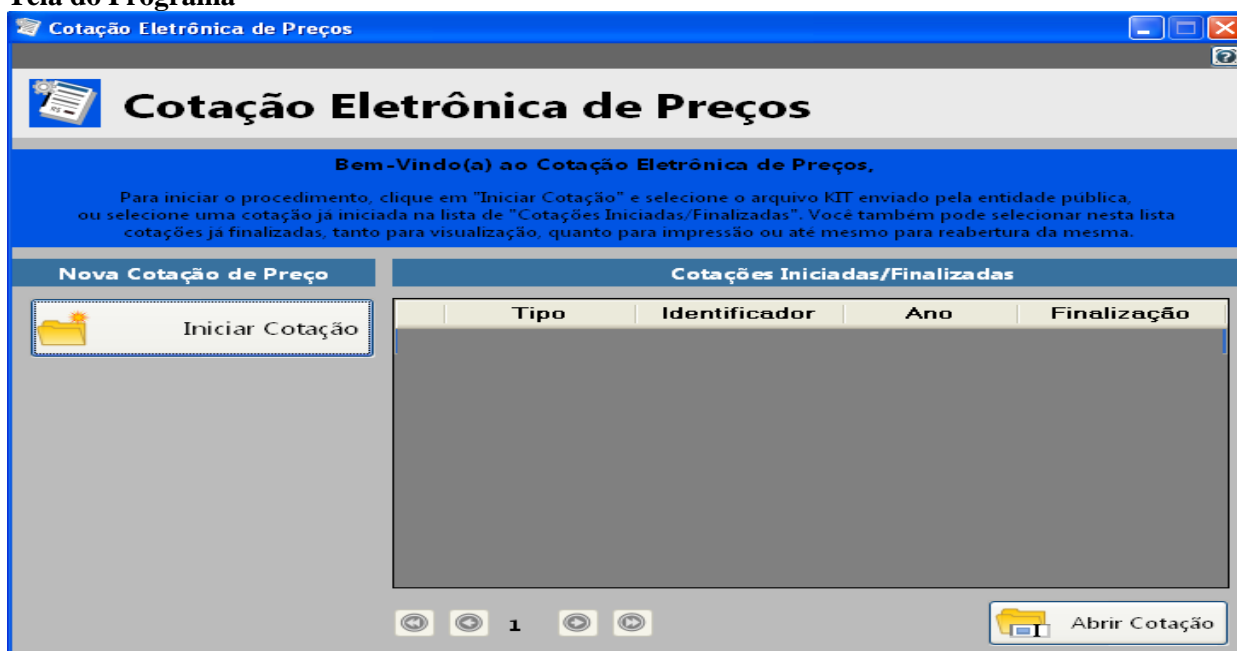 Tela do Programa
Cotação Eletrônica de Preços
Cotação Eletrônica de Preços
Bem-Vindo(a) ao Cotação Eletrônica de Preços,
Para iniciar o procedimento, clique em "Iniciar Cotação" e selecione o arquivo KIT enviado pela entidade pública,
ou selecione uma cotação já iniciada na lista de "Cotações Iniciadas/Finalizadas". Você também pode selecionar nesta lista
cotações já finalizadas, tanto para visualização, quanto para impressão ou até mesmo para reabertura da mesma.
Nova Cotação de Preço
Cotações Iniciadas/Finalizadas
Iniciar Cotação
Tipo Identificador Ano Finalização
1
Abrir Cotação